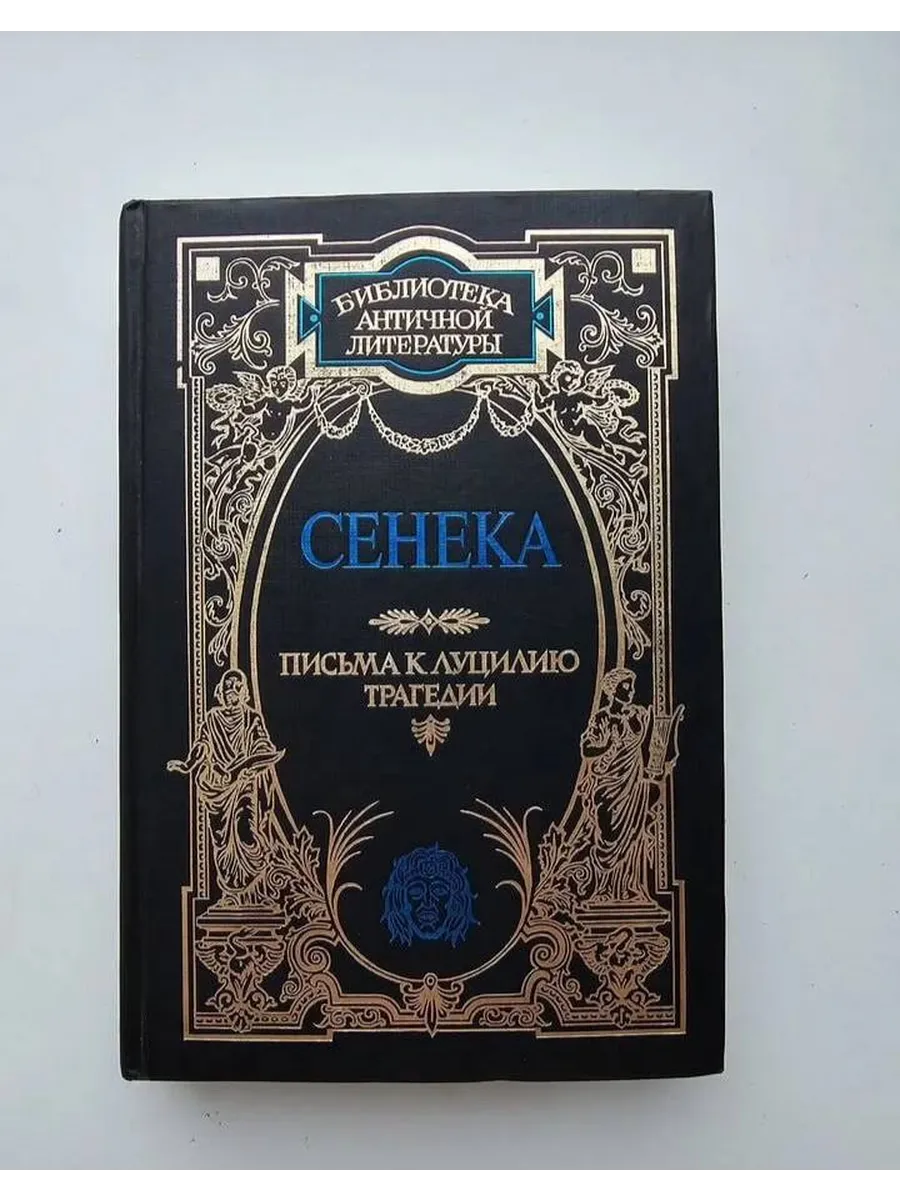 БИБЛИОТЕКА
АНТИЧНОЙ
ЛИТЕРАТУРЫ
СЕНЕКА
ПИСЬМА К ЛУЦИЛИЮ
ТРАГЕДИИ